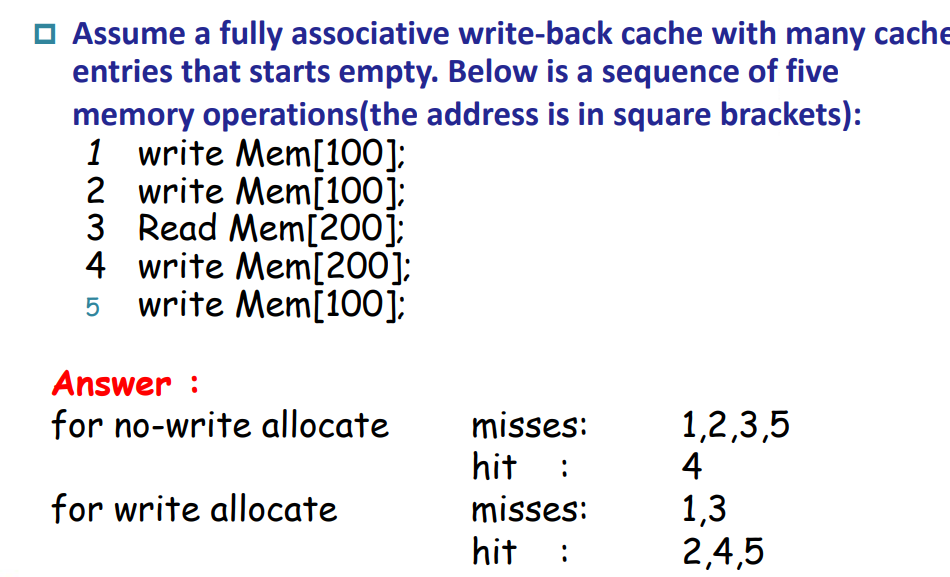 Assume a fully associative write-back cache with many cache
entries that starts empty. Below is a sequence of five
memory operations(the address is in square brackets):
1 write Mem[100];
2 write Mem[100];
3 Read Mem[200];
4 write Mem[200];
5 write Mem[100];
Answer :
for no-write allocate misses: 1,2,3,5
hit : 4
for write allocate misses: 1,3
hit : 2,4,5